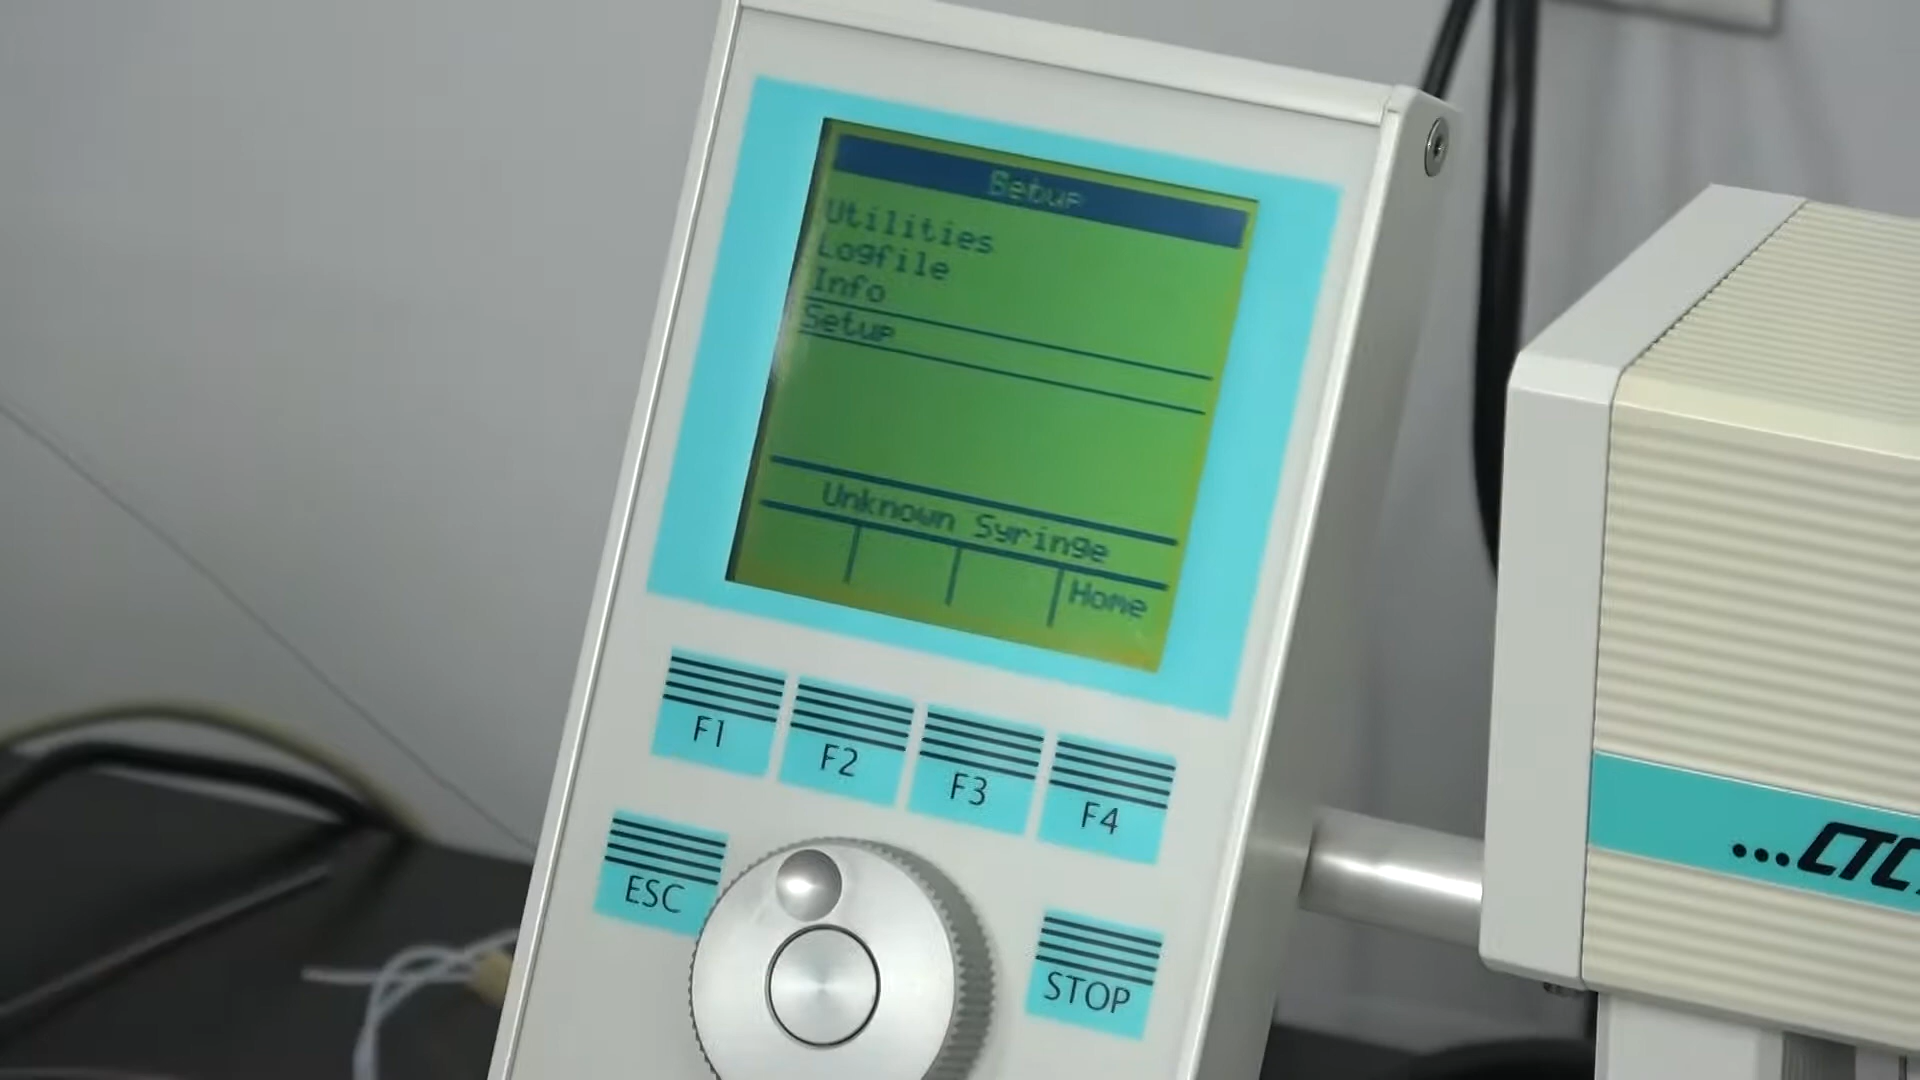 Setup
Utilities
Logfile
Info
Setup
Unknown Syringe
Home
F1
F2
F3
F4
ESC
STOP
...CTC